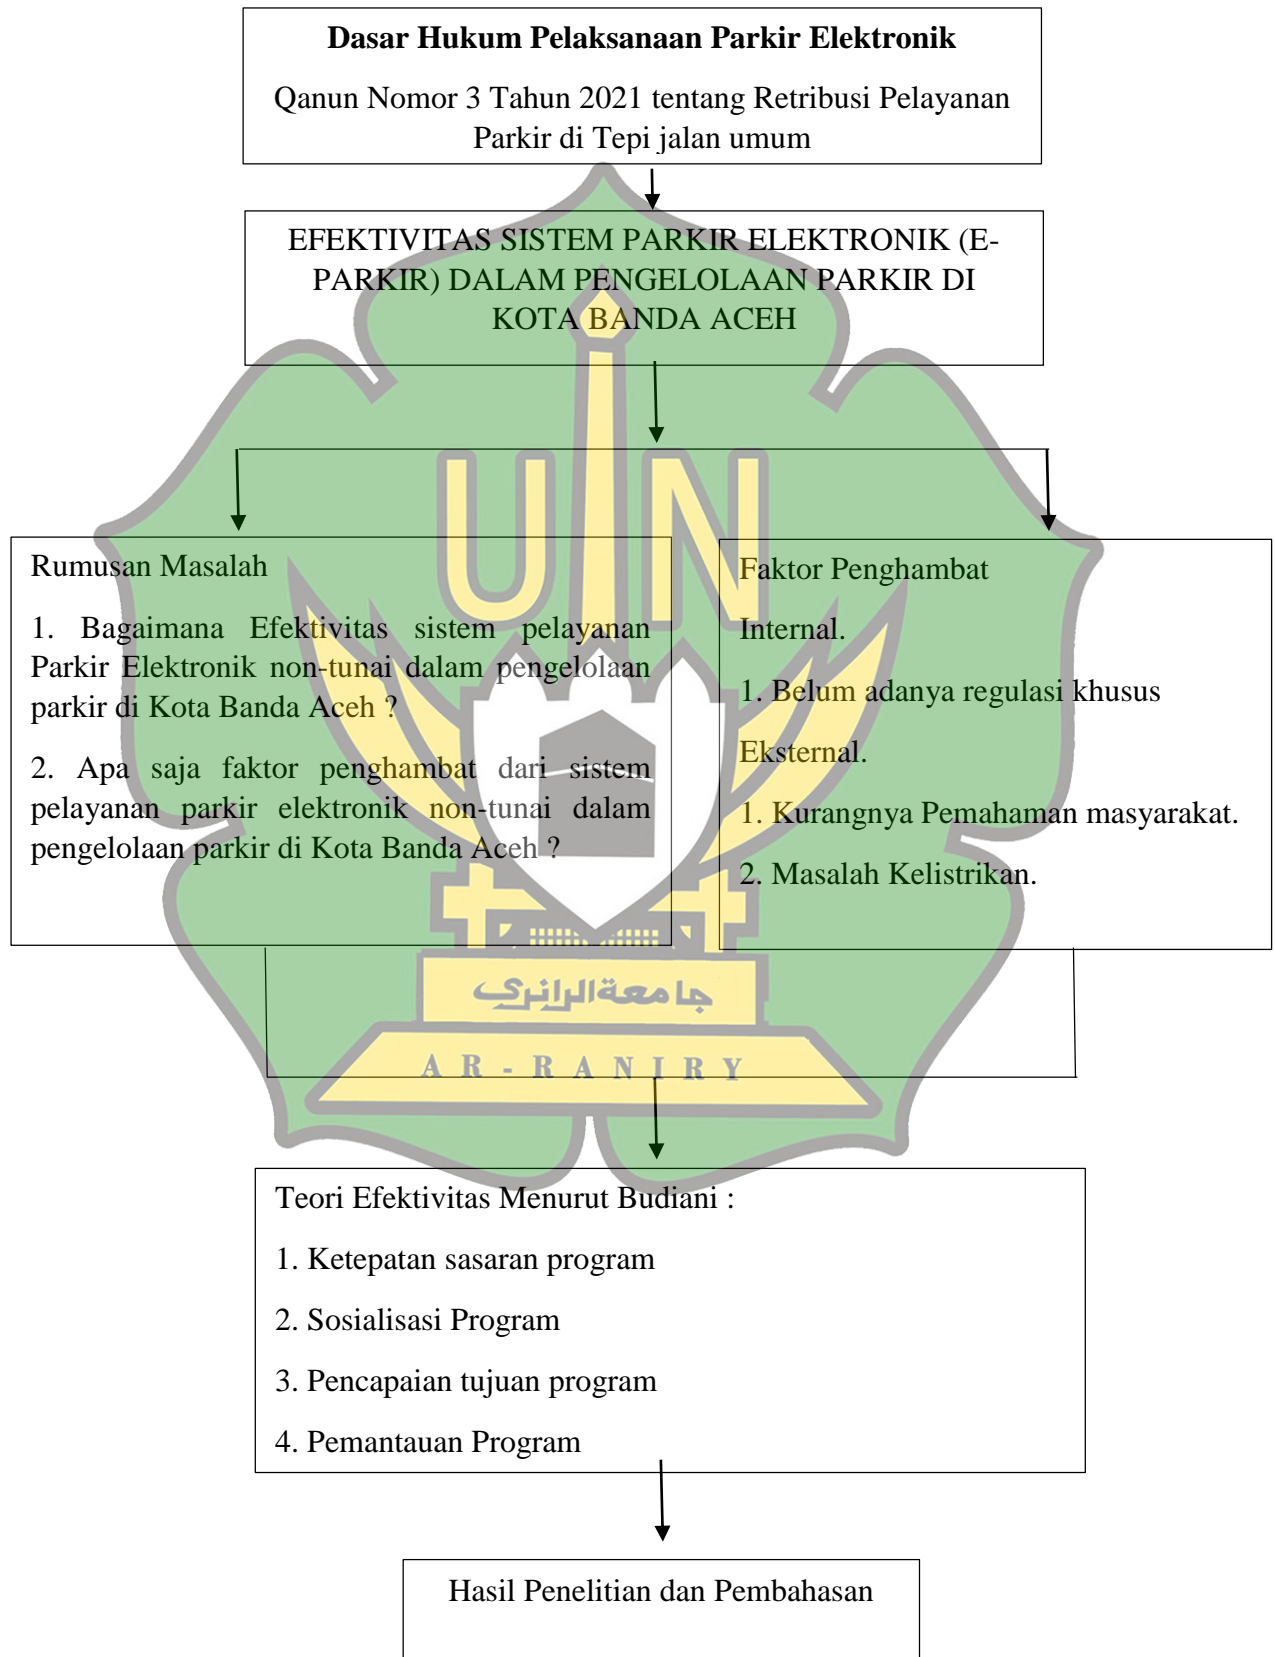 Dasar Hukum Pelaksanaan Parkir Elektronik
Qanun Nomor 3 Tahun 2021 tentang Retribusi Pelayanan
Parkir di Tepi jalan umum
EFEKTIVITAS SISTEM PARKIR ELEKTRONIK (E-
PARKIR) DALAM PENGELOLAAN PARKIR DI
KOTA BANDA ACEH
UIN
Rumusan Masalah
1. Bagaimana Efektivitas sistem pelayanan
Parkir Elektronik non-tunai dalam pengelolaan
parkir di Kota Banda Aceh ?
2. Apa saja faktor penghambat dari sistem
pelayanan parkir elektronik non-tunai dalam
pengelolaan parkir di Kota Banda Aceh ?
Faktor Penghambat
Internal.
1. Belum adanya regulasi khusus
Eksternal.
1. Kurangnya Pemahaman masyarakat.
2. Masalah Kelistrikan.
جامعة الرانري
AR-RANIRY
Teori Efektivitas Menurut Budiani :
1. Ketepatan sasaran program
2. Sosialisasi Program
3. Pencapaian tujuan program
4. Pemantauan Program
Hasil Penelitian dan Pembahasan